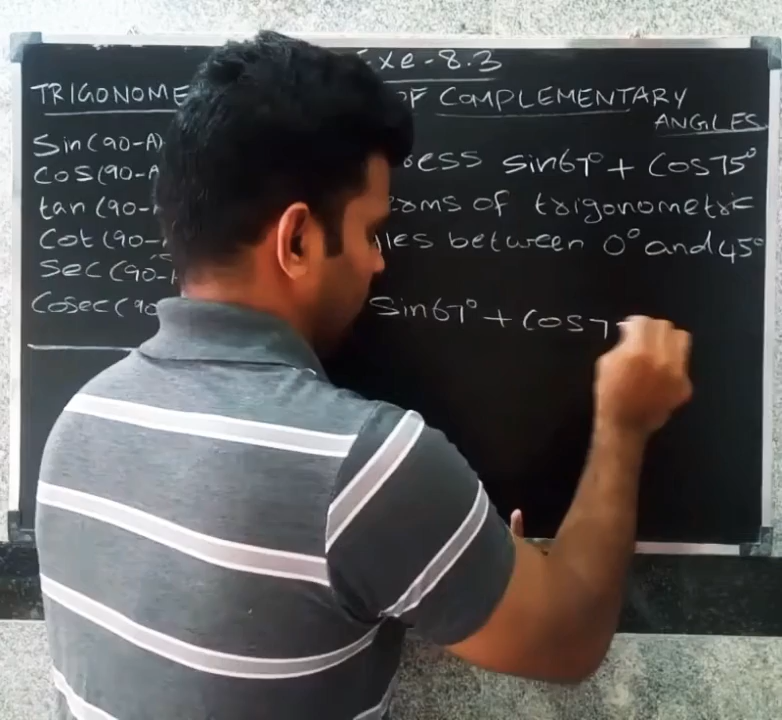 Exe-8.3
TRIGONOME OF COMPLEMENTARY
ANGLES
Sin(90-A)
cos(90-A
tan (90-
Cot (90-
Sec (90-A
Cosec(90
ess sin67° + Cos75°
rms of trigonometric
les between 0° and 45°
Sin67° + Cos7